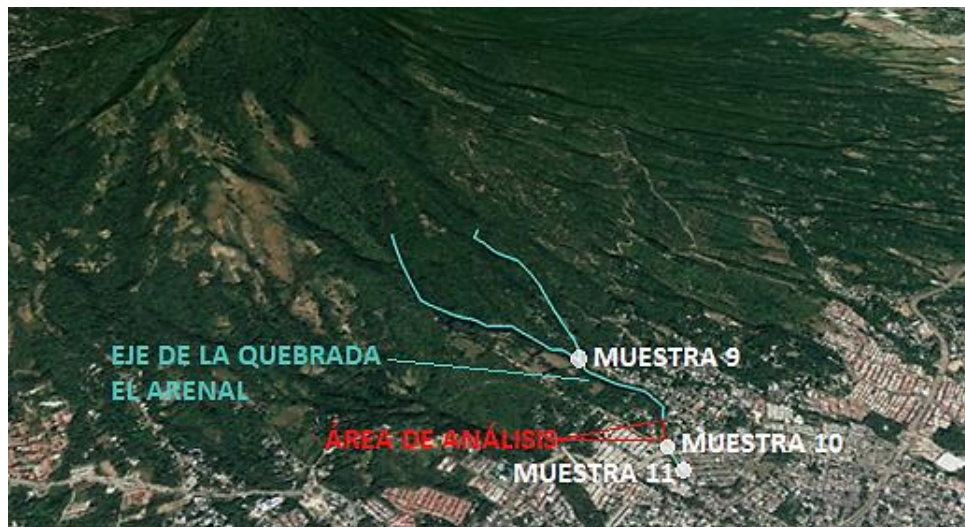 EJE DE LA QUEBRADA
EL ARENAL
MUESTRA 9
ÁREA DE ANÁLISIS
MUESTRA 10
MUESTRA 11